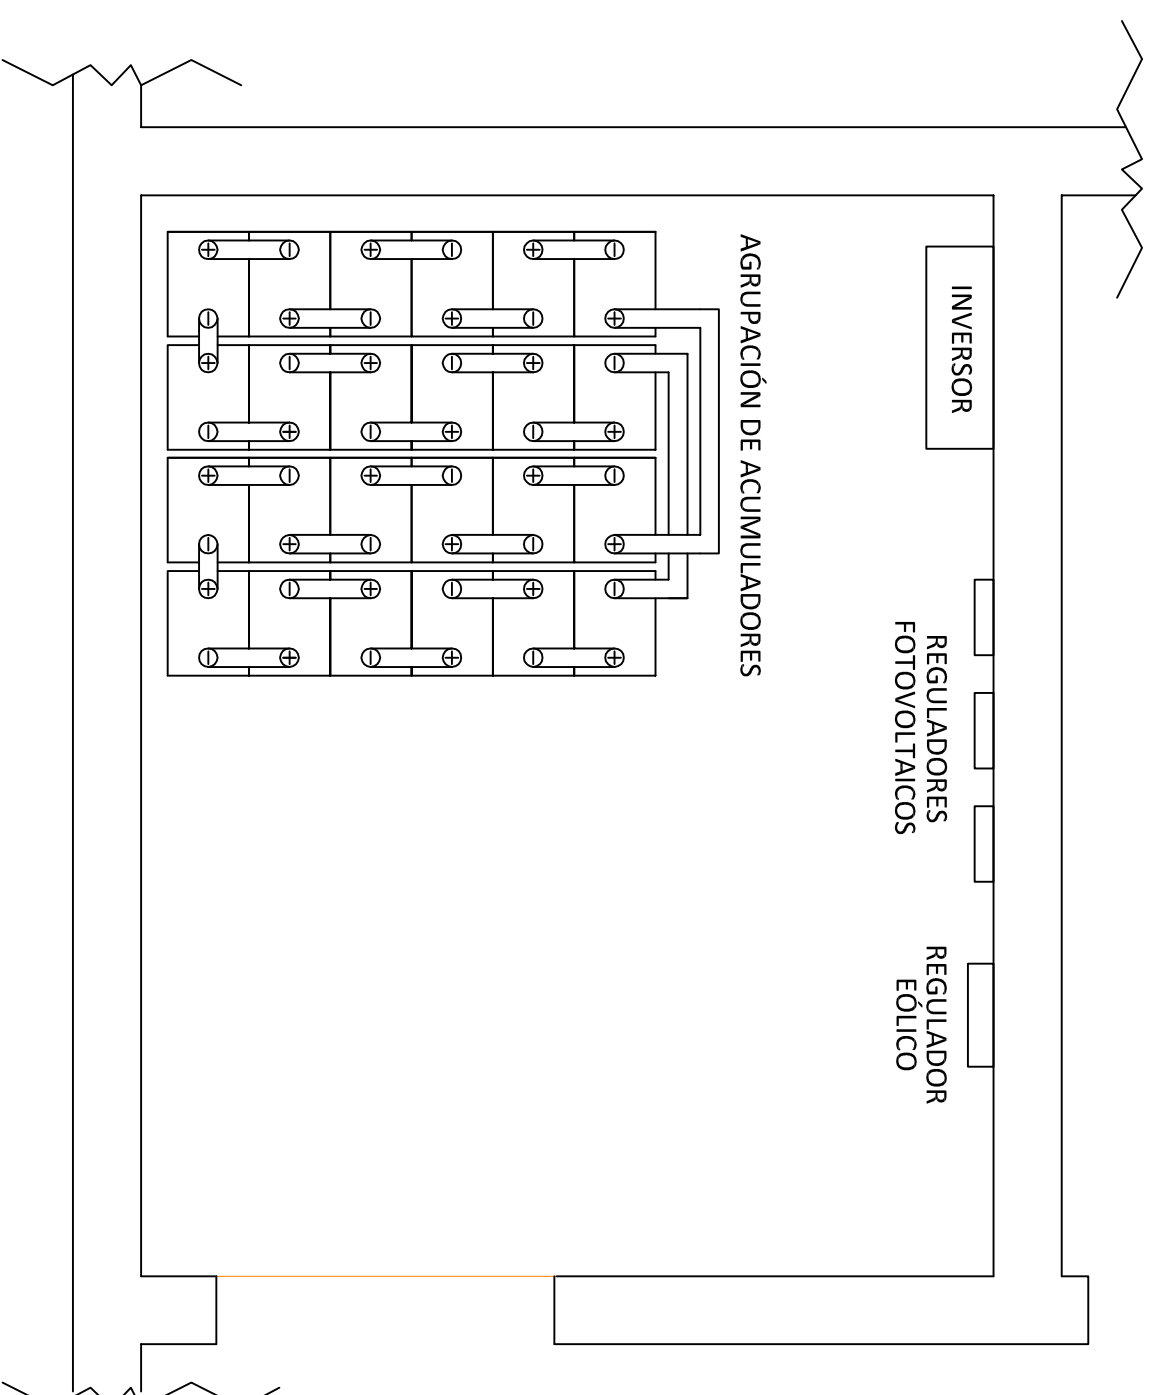 INVERSOR
AGRUPACIÓN DE ACUMULADORES
REGULADORES
FOTOVOLTAICOS
REGULADOR
EÓLICO